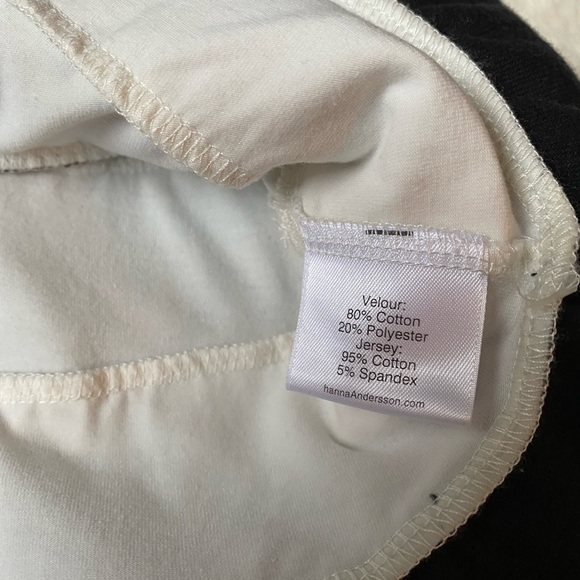 Velour:
80% Cotton
20% Polyester
Jersey:
95% Cotton
5% Spandex
hannaAndersson.com